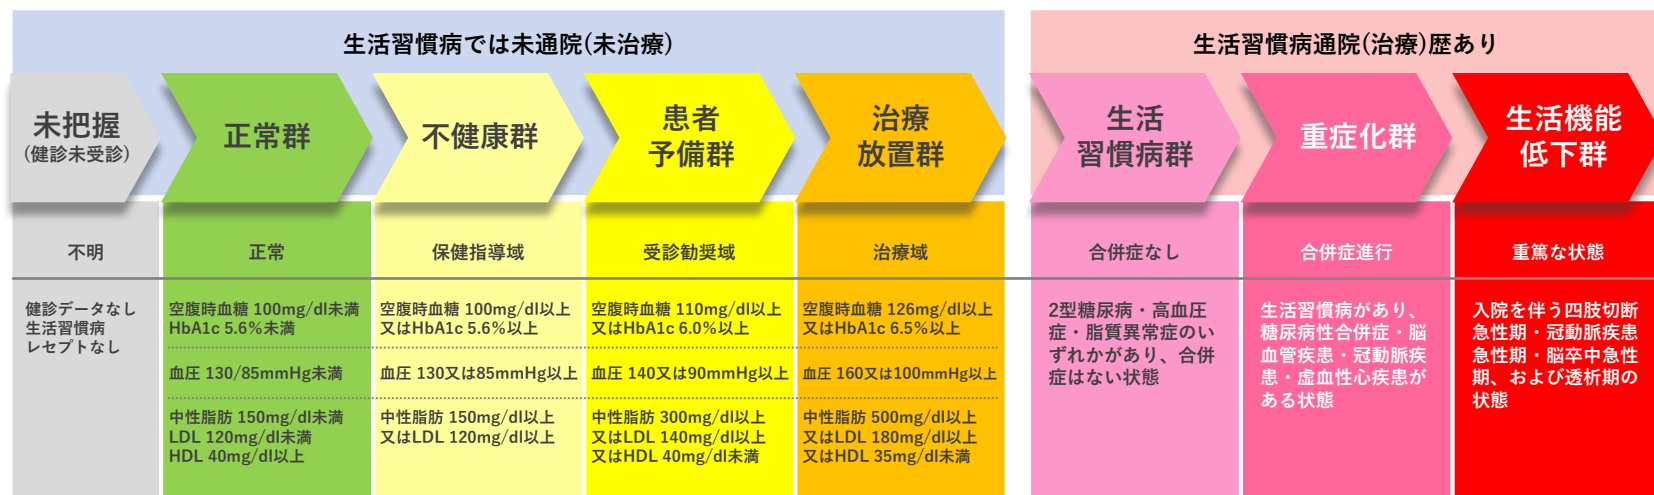 生活習慣病では未通院(未治療)
生活習慣病通院(治療)歴あり
未把握
(健診未受診)
正常群
不健康群
患者
予備群
治療
放置群
生活
習慣病群
重症化群
生活機能
低下群
不明
正常
保健指導域
受診勧奨域
治療域
合併症なし
合併症進行
重篤な状態
健診データなし
生活習慣病
レセプトなし
空腹時血糖 100mg/dl未満
HbA1c 5.6%未満
血圧 130/85mmHg未満
中性脂肪 150mg/dl未満
LDL 120mg/dl未満
HDL 40mg/dl以上
空腹時血糖 100mg/dl以上
又はHbA1c 5.6%以上
血圧 130又は85mmHg以上
中性脂肪 150mg/dl以上
又はLDL 120mg/dl以上
空腹時血糖 110mg/dl以上
又はHbA1c 6.0%以上
血圧 140又は90mmHg以上
中性脂肪 300mg/dl以上
又はLDL 140mg/dl以上
又はHDL 40mg/dl未満
空腹時血糖 126mg/dl以上
又はHbA1c 6.5%以上
血圧 160又は100mmHg以上
中性脂肪 500mg/dl以上
又はLDL 180mg/dl以上
又はHDL 35mg/dl未満
2型糖尿病・高血圧
症・脂質異常症のい
ずれかがあり、合併
症はない状態
生活習慣病があり、
糖尿病性合併症・脳
血管疾患・冠動脈疾
患・虚血性心疾患が
ある状態
入院を伴う四肢切断
急性期・冠動脈疾患
急性期・脳卒中急性
期、および透析期の
状態